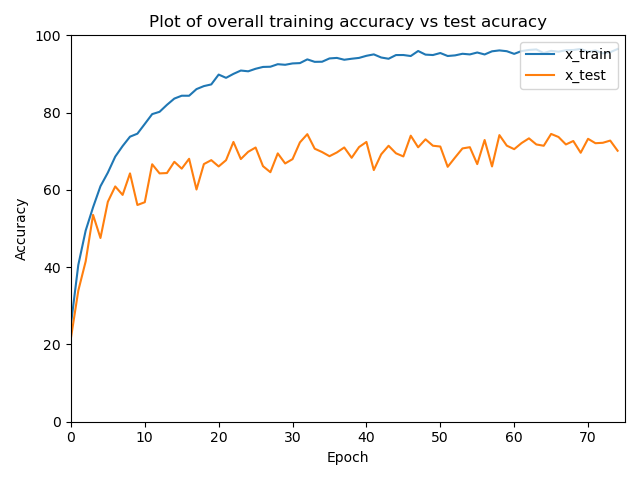 Plot of overall training accuracy vs test acuracy
100
80
60
40
20
0
Accuracy
x_train
x_test
0 10 20 30 40 50 60 70
Epoch